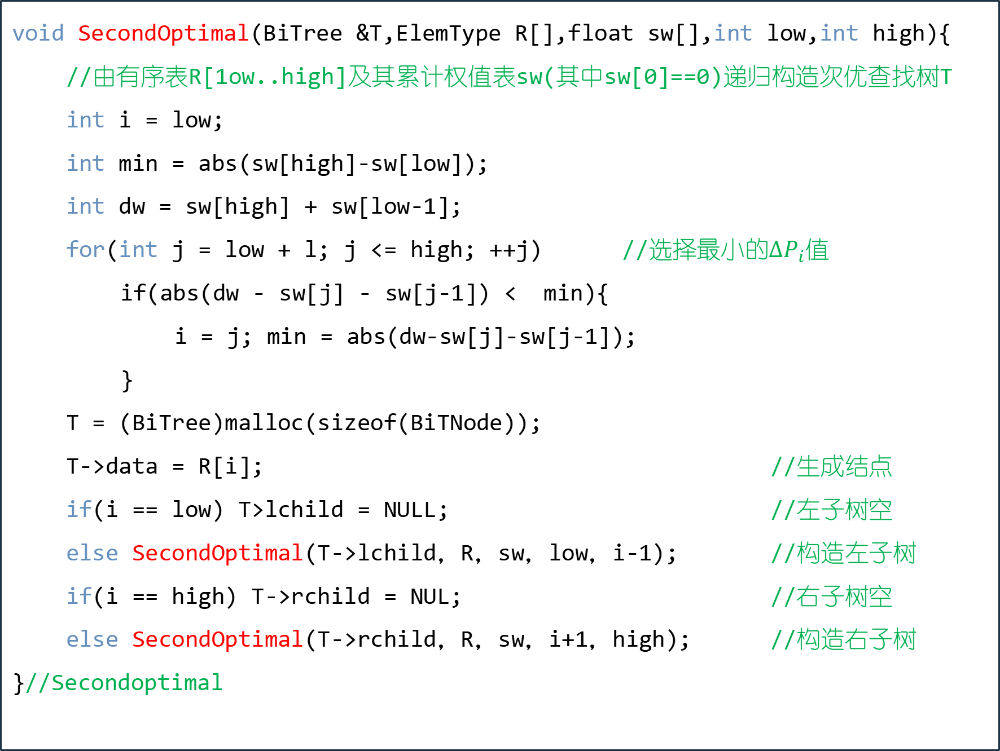 void SecondOptimal(BiTree &T,ElemType R[],float sw[],int low,int high){
//由有序表R[1ow..high]及其累计权值表sw(其中sw[0]==0)递归构造次优查找树T
int i = low;
int min = abs(sw[high]-sw[low]);
int dw = sw[high] + sw[low-1];
for(int j = low + l; j <= high; ++j) //选择最小的ΔP_i值
if(abs(dw - sw[j] - sw[j-1]) < min){
i = j; min = abs(dw-sw[j]-sw[j-1]);
}
T = (BiTree)malloc(sizeof(BiTNode));
T->data = R[i]; //生成结点
if(i == low) T>lchild = NULL; //左子树空
else SecondOptimal(T->lchild, R, sw, low, i-1); //构造左子树
if(i == high) T->rchild = NUL; //右子树空
else SecondOptimal(T->rchild, R, sw, i+1, high); //构造右子树
}//Secondoptimal